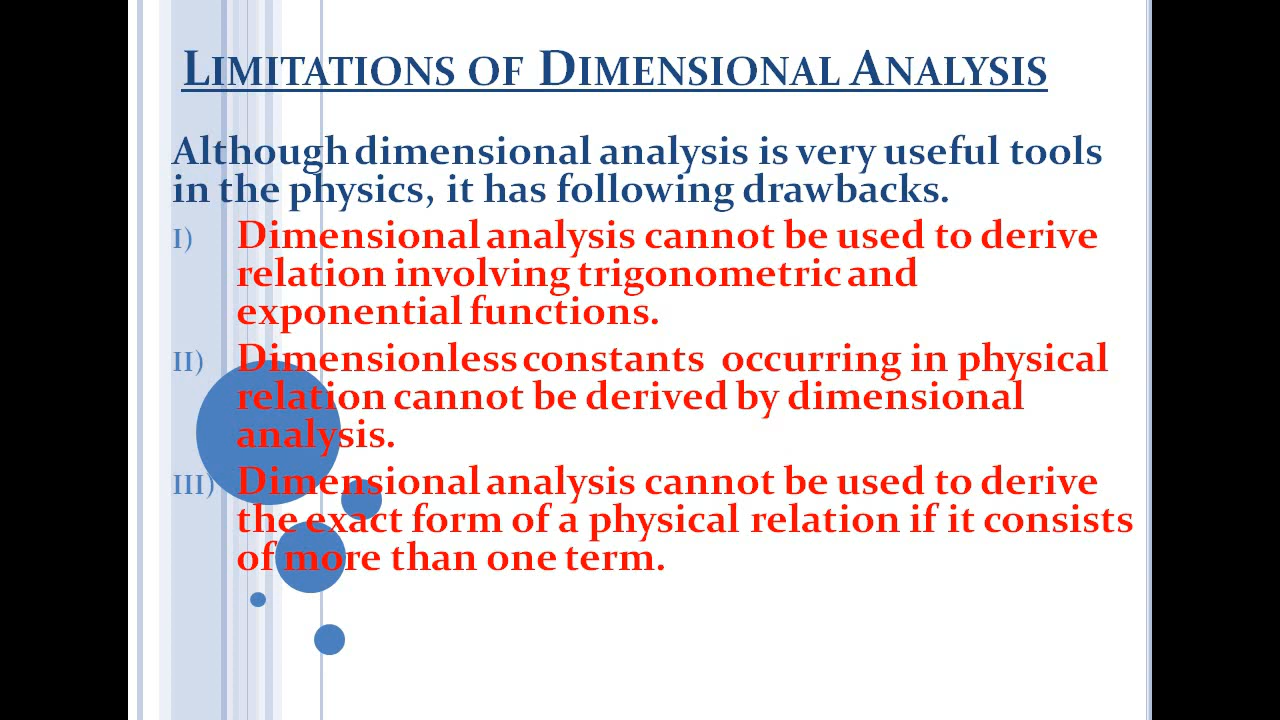 LIMITATIONS OF DIMENSIONAL ANALYSIS
Although dimensional analysis is very useful tools
in the physics, it has following drawbacks.
I) Dimensional analysis cannot be used to derive
relation involving trigonometric and
exponential functions.
II) Dimensionless constants occurring in physical
relation cannot be derived by dimensional
analysis.
III) Dimensional analysis cannot be used to derive
the exact form of a physical relation if it consists
of more than one term.